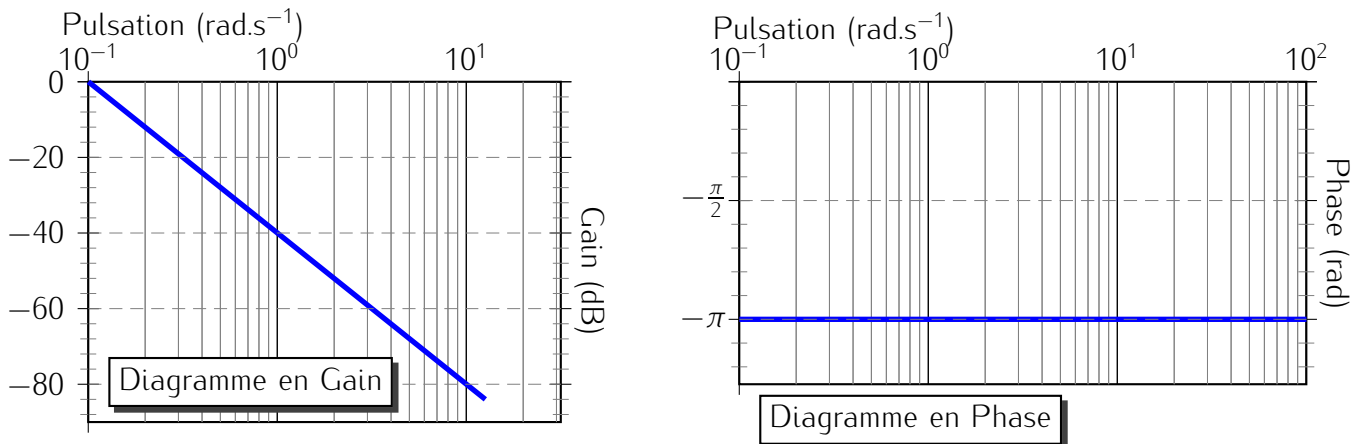 Pulsation (rad.s⁻¹)
10⁻¹ 10⁰ 10¹
0
−20
−40
−60
−80
Gain (dB)
Diagramme en Gain
Pulsation (rad.s⁻¹)
10⁻¹ 10⁰ 10¹ 10²
−π/2
−π
Phase (rad)
Diagramme en Phase